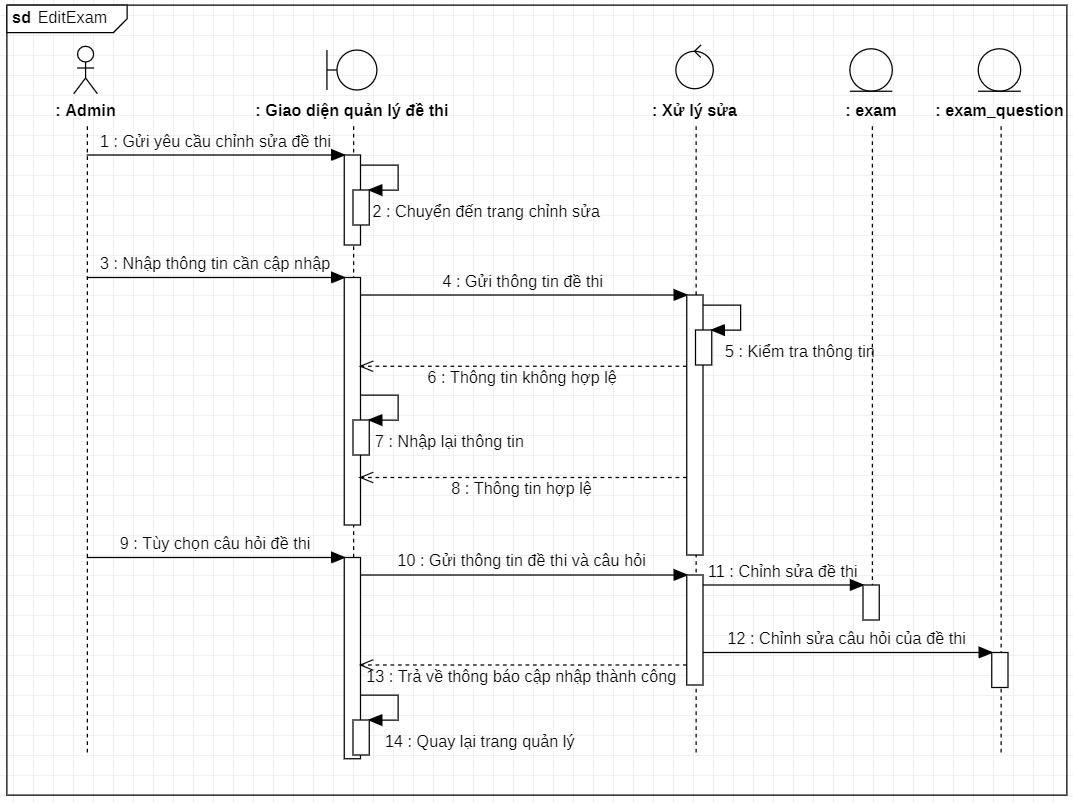 sd EditExam
: Admin
: Giao diện quản lý đề thi
: Xử lý sửa
: exam
: exam_question
1 : Gửi yêu cầu chỉnh sửa đề thi
2 : Chuyển đến trang chỉnh sửa
3 : Nhập thông tin cần cập nhập
4 : Gửi thông tin đề thi
5 : Kiểm tra thông tin
6 : Thông tin không hợp lệ
7 : Nhập lại thông tin
8 : Thông tin hợp lệ
9 : Tùy chọn câu hỏi đề thi
10 : Gửi thông tin đề thi và câu hỏi
11 : Chỉnh sửa đề thi
12 : Chỉnh sửa câu hỏi của đề thi
13 : Trả về thông báo cập nhập thành công
14 : Quay lại trang quản lý